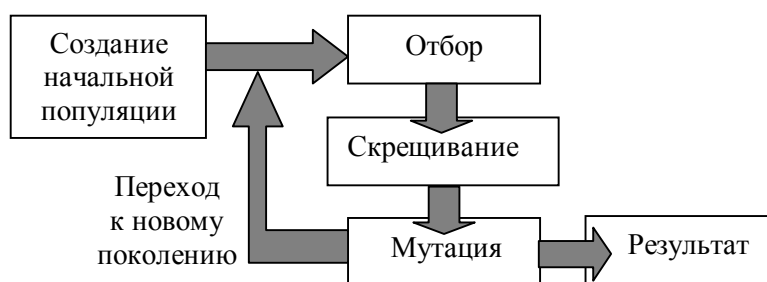 Создание
начальной
популяции
Отбор
Скрещивание
Переход
к новому
поколению
Мутация
Результат